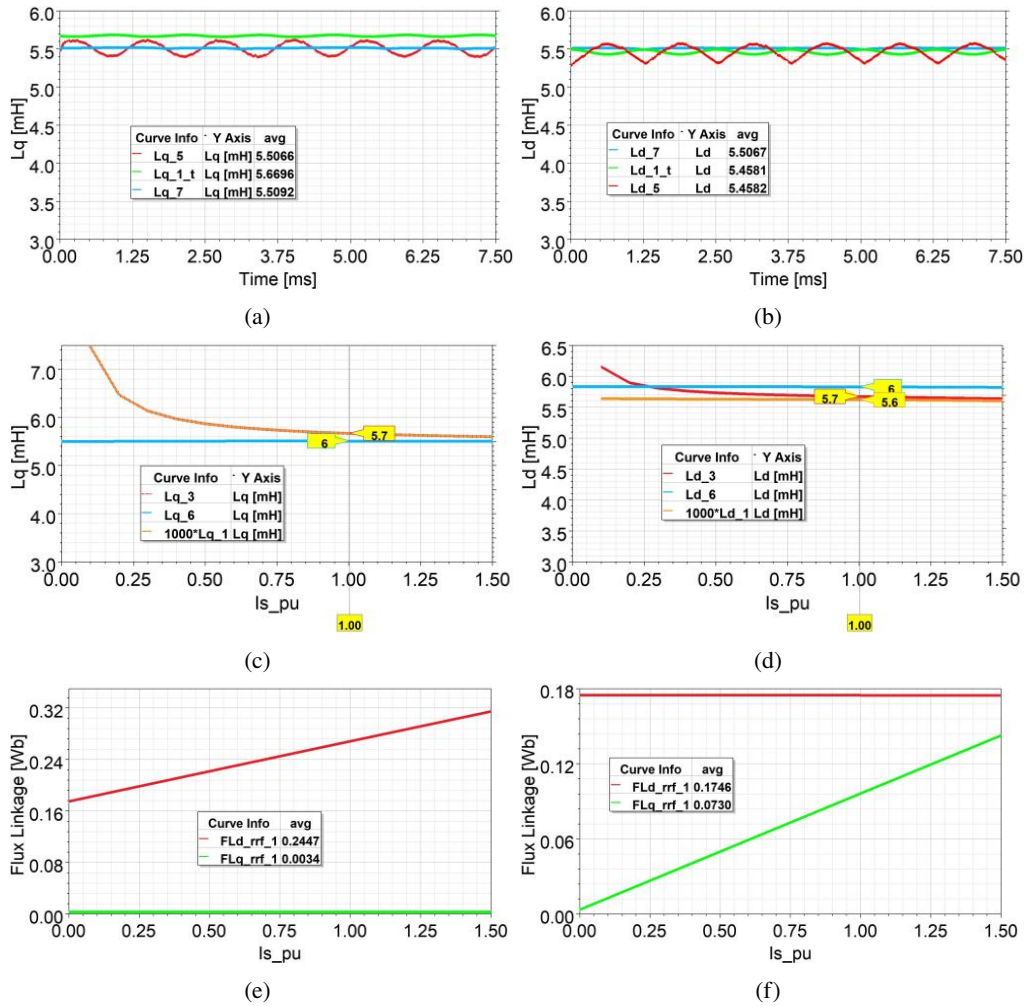 6.0
5.5
5.0
4.5
4.0
3.5
3.0
Lq [mH]
Curve Info Y Axis avg
Lq_5 Lq [mH] 5.5066
Lq_1_t Lq [mH] 5.6696
Lq_7 Lq [mH] 5.5092
0.00 1.25 2.50 3.75 5.00 6.25 7.50
Time [ms]
(a)
6.0
5.5
5.0
4.5
4.0
3.5
3.0
Ld [mH]
Curve Info Y Axis avg
Ld_7 Ld 5.5067
Ld_1_t Ld 5.4581
Ld_5 Ld 5.4582
0.00 1.25 2.50 3.75 5.00 6.25 7.50
Time [ms]
(b)
7.0
6.0
5.0
4.0
3.0
Lq [mH]
6 5.7
Curve Info Y Axis
Lq_3 Lq [mH]
Lq_6 Lq [mH]
1000*Lq_1 Lq [mH]
0.00 0.25 0.50 0.75 1.00 1.25 1.50
Is_pu
1.00
(c)
6.5
6.0
5.5
5.0
4.5
4.0
3.5
3.0
Ld [mH]
6
5.7 5.6
Curve Info Y Axis
Ld_3 Ld [mH]
Ld_6 Ld [mH]
1000*Ld_1 Ld [mH]
0.00 0.25 0.50 0.75 1.00 1.25 1.50
Is_pu
1.00
(d)
0.32
0.24
0.16
0.08
0.00
Flux Linkage [Wb]
Curve Info avg
FLd_rrf_1 0.2447
FLq_rrf_1 0.0034
0.00 0.25 0.50 0.75 1.00 1.25 1.50
Is_pu
(e)
0.18
0.12
0.06
0.00
Flux Linkage [Wb]
Curve Info avg
FLd_rrf_1 0.1746
FLq_rrf_1 0.0730
0.00 0.25 0.50 0.75 1.00 1.25 1.50
Is_pu
(f)